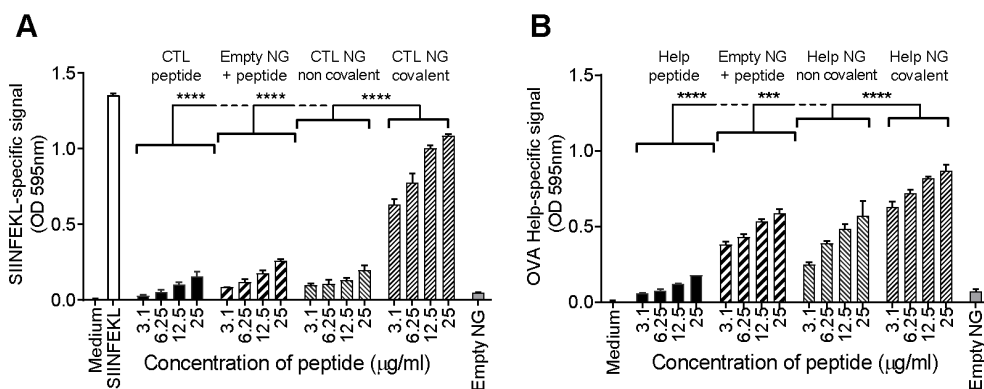 A
CTL
peptide
Empty NG
+ peptide
CTL NG
non covalent
CTL NG
covalent
**** **** ****
SIINFEKL-specific signal
(OD 595nm)
1.5
1.0
0.5
0.0
Medium
SIINFEKL
3.1
6.25
12.5
25
3.1
6.25
12.5
25
3.1
6.25
12.5
25
3.1
6.25
12.5
25
Empty NG
Concentration of peptide (μg/ml)
B
Help
peptide
Empty NG
+ peptide
Help NG
non covalent
Help NG
covalent
**** *** ****
OVA Help-specific signal
(OD 595nm)
1.5
1.0
0.5
0.0
Medium
3.1
6.25
12.5
25
3.1
6.25
12.5
25
3.1
6.25
12.5
25
3.1
6.25
12.5
25
Empty NG
Concentration of peptide (μg/ml)